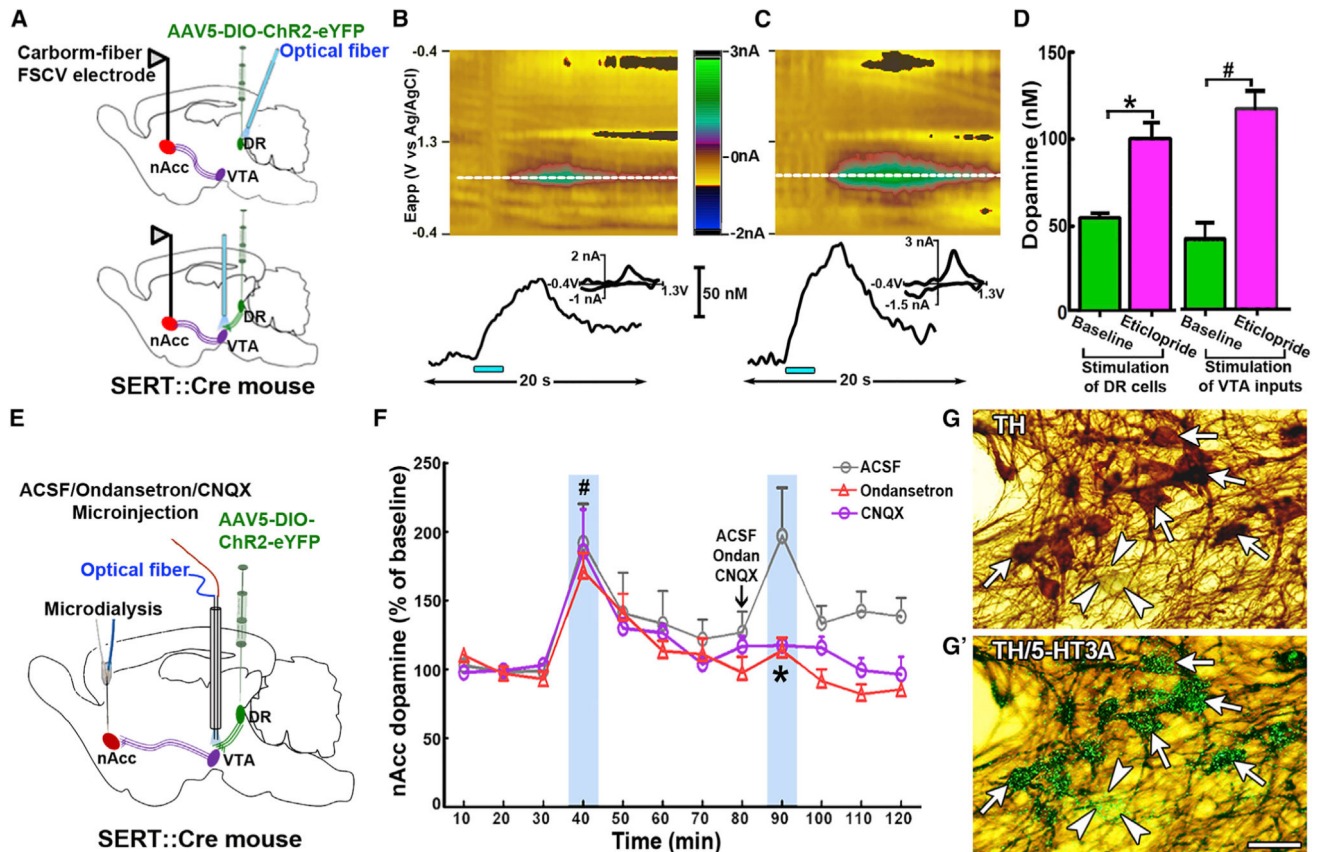 A
AAV5-DIO-ChR2-eYFP
Carborm-fiber
FSCV electrode
Optical fiber
DR
nAcc
VTA
DR
nAcc
VTA
SERT::Cre mouse
B
Eapp (V vs Ag/AgCl)
-0.4
1.3
-0.4
3nA
0nA
-2nA
2 nA
-0.4V
-1 nA
1.3V
50 nM
20 s
C
3 nA
-0.4V
-1.5 nA
1.3V
20 s
D
Dopamine (nM)
150
100
50
0
*
#
Baseline
Eticlopride
Baseline
Eticlopride
Stimulation
of DR cells
Stimulation
of VTA inputs
E
ACSF/Ondansetron/CNQX
Microinjection
AAV5-DIO-
ChR2-eYFP
Optical fiber
Microdialysis
DR
nAcc
VTA
SERT::Cre mouse
F
nAcc dopamine (% of baseline)
250
200
150
100
50
0
#
ACSF
Ondan
CNQX
*
ACSF
Ondansetron
CNQX
10 20 30 40 50 60 70 80 90 100 110 120
Time (min)
G
TH
G'
TH/5-HT3A